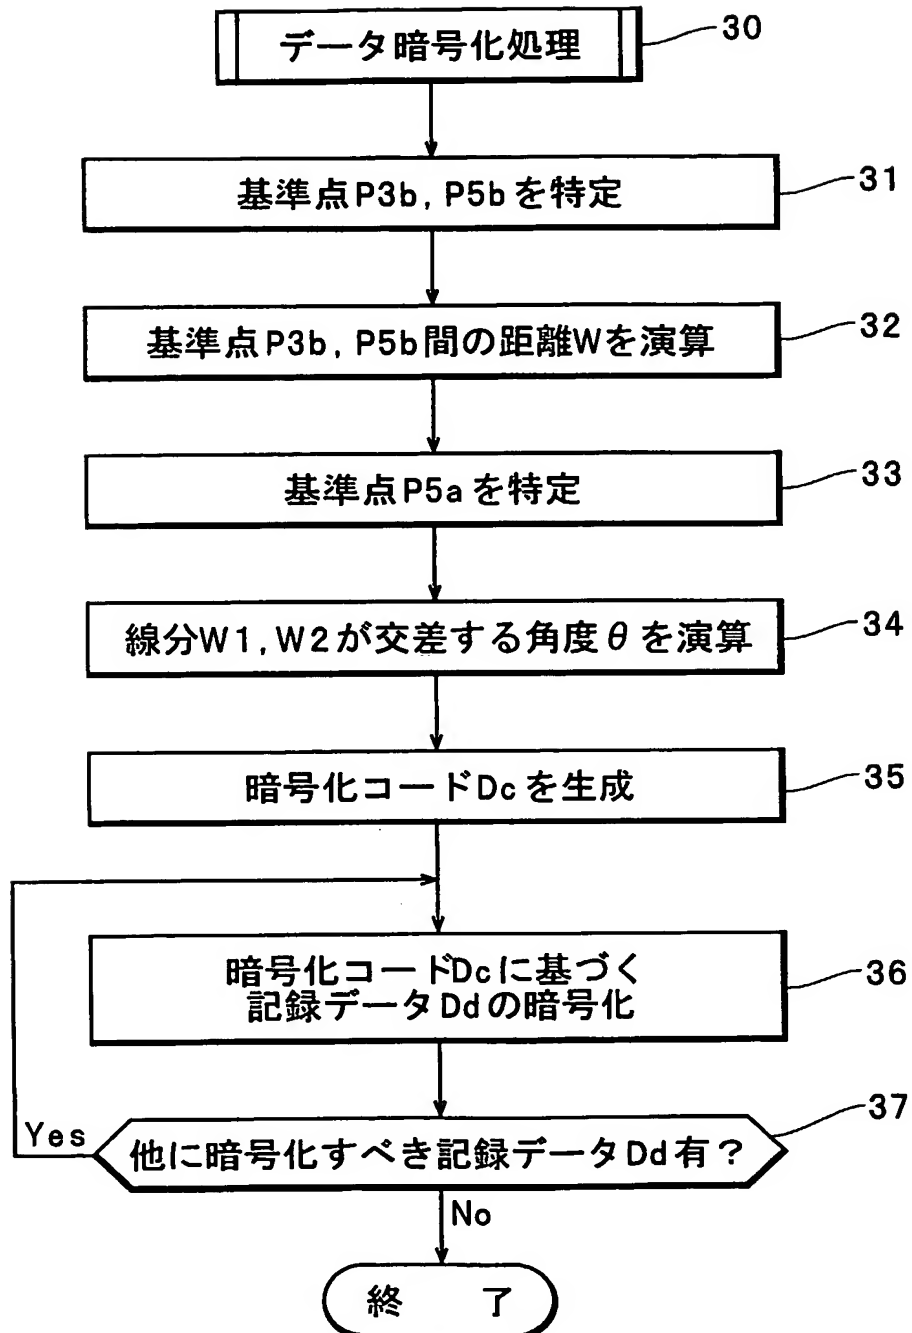 データ暗号化処理
30
基準点P3b, P5bを特定
31
基準点P3b, P5b間の距離Wを演算
32
基準点P5aを特定
33
線分W1, W2が交差する角度θを演算
34
暗号化コードDcを生成
35
暗号化コードDcに基づく
記録データDdの暗号化
36
他に暗号化すべき記録データDd有？
37
Yes
No
終 了